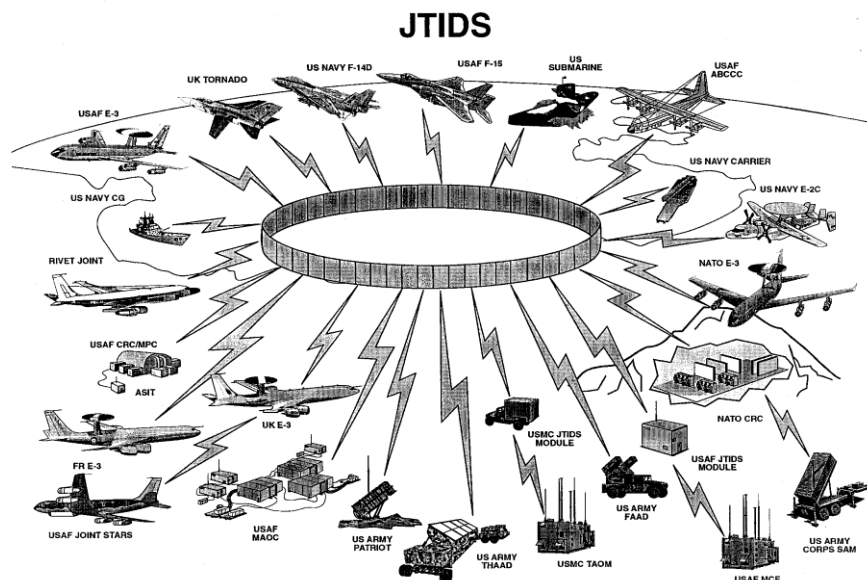 JTIDS
US NAVY F-14D
USAF F-15
US
SUBMARINE
USAF
ABCCC
UK TORNADO
USAF E-3
US NAVY CARRIER
US NAVY CG
US NAVY E-2C
RIVET JOINT
NATO E-3
USAF CRC/MPC
ASIT
UK E-3
NATO CRC
USMC JTIDS
MODULE
USAF JTIDS
MODULE
FR E-3
USAF JOINT STARS
USAF
MAOC
US ARMY
PATRIOT
US ARMY
THAAD
USMC TAOM
US ARMY
FAAD
USAF MCE
US ARMY
CORPS SAM